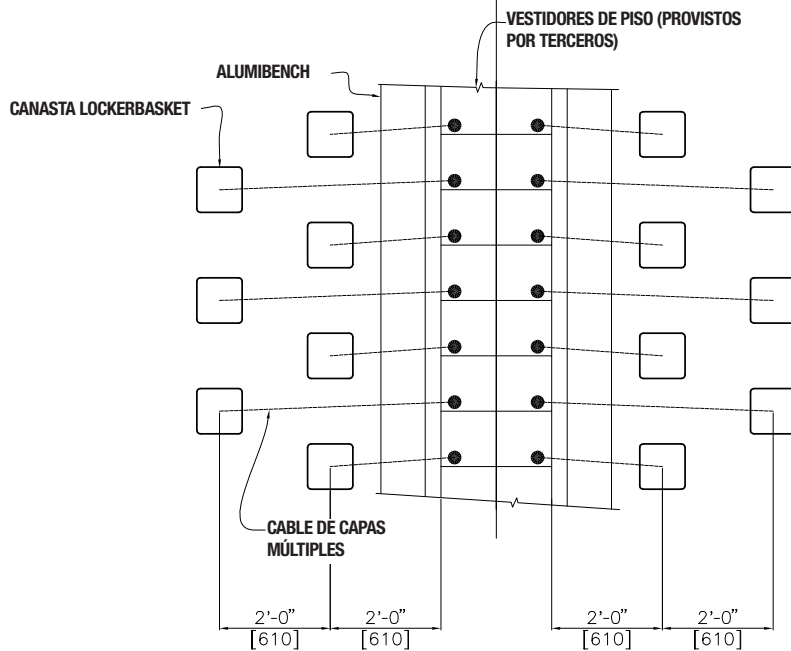 VESTIDORES DE PISO (PROVISTOS
POR TERCEROS)
ALUMIBENCH
CANASTA LOCKERBASKET
CABLE DE CAPAS
MÚLTIPLES
2'-0"
[610]
2'-0"
[610]
2'-0"
[610]
2'-0"
[610]